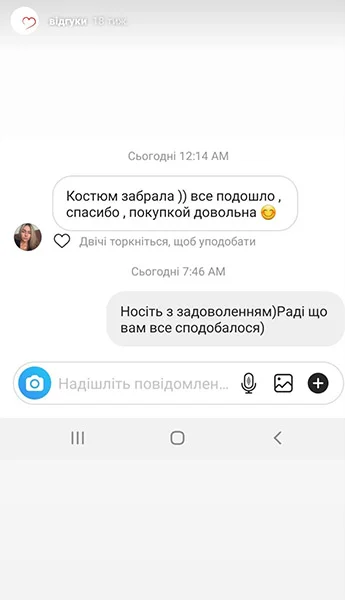 відгуки 18 тиж
Сьогодні 12:14 AM
Костюм забрала )) все подошло ,
спасибо , покупкой довольна 😊
Двічі торкніться, щоб уподобати
Сьогодні 7:46 AM
Носіть з задоволенням)Раді що
вам все сподобалося)
Надішліть повідомлен...